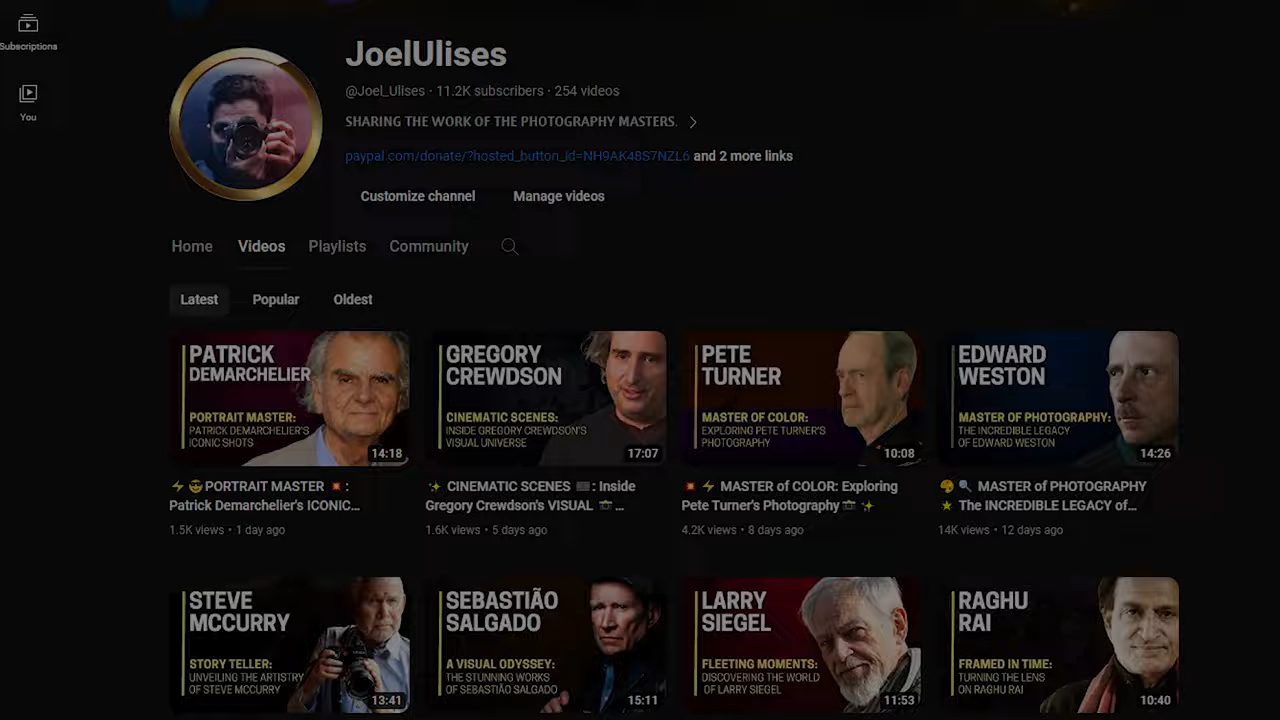 Subscriptions
You
JoelUlises
@Joel_Ulises · 11.2K subscribers · 254 videos
SHARING THE WORK OF THE PHOTOGRAPHY MASTERS.
paypal.com/donate/?hosted_button_id=NH9AK48S7NZL6 and 2 more links
Customize channel Manage videos
Home Videos Playlists Community
Latest Popular Oldest
PATRICK
DEMARCHELIER
PORTRAIT MASTER:
PATRICK DEMARCHELIER'S
ICONIC SHOTS
14:18
GREGORY
CREWDSON
CINEMATIC SCENES:
INSIDE GREGORY CREWDSON'S
VISUAL UNIVERSE
17:07
PETE
TURNER
MASTER OF COLOR:
EXPLORING PETE TURNER'S
PHOTOGRAPHY
10:08
EDWARD
WESTON
MASTER OF PHOTOGRAPHY:
THE INCREDIBLE LEGACY
OF EDWARD WESTON
14:26
PORTRAIT MASTER :
Patrick Demarchelier's ICONIC...
1.5K views • 1 day ago
CINEMATIC SCENES : Inside
Gregory Crewdson's VISUAL ...
1.6K views • 5 days ago
MASTER of COLOR: Exploring
Pete Turner's Photography
4.2K views • 8 days ago
MASTER of PHOTOGRAPHY
The INCREDIBLE LEGACY of...
14K views • 12 days ago
STEVE
MCCURRY
STORY TELLER:
UNVEILING THE ARTISTRY
OF STEVE MCCURRY
13:41
SEBASTIÃO
SALGADO
A VISUAL ODYSSEY:
THE STUNNING WORKS
OF SEBASTIÃO SALGADO
15:11
LARRY
SIEGEL
FLEETING MOMENTS:
DISCOVERING THE WORLD
OF LARRY SIEGEL
11:53
RAGHU
RAI
FRAMED IN TIME:
TURNING THE LENS
ON RAGHU RAI
10:40